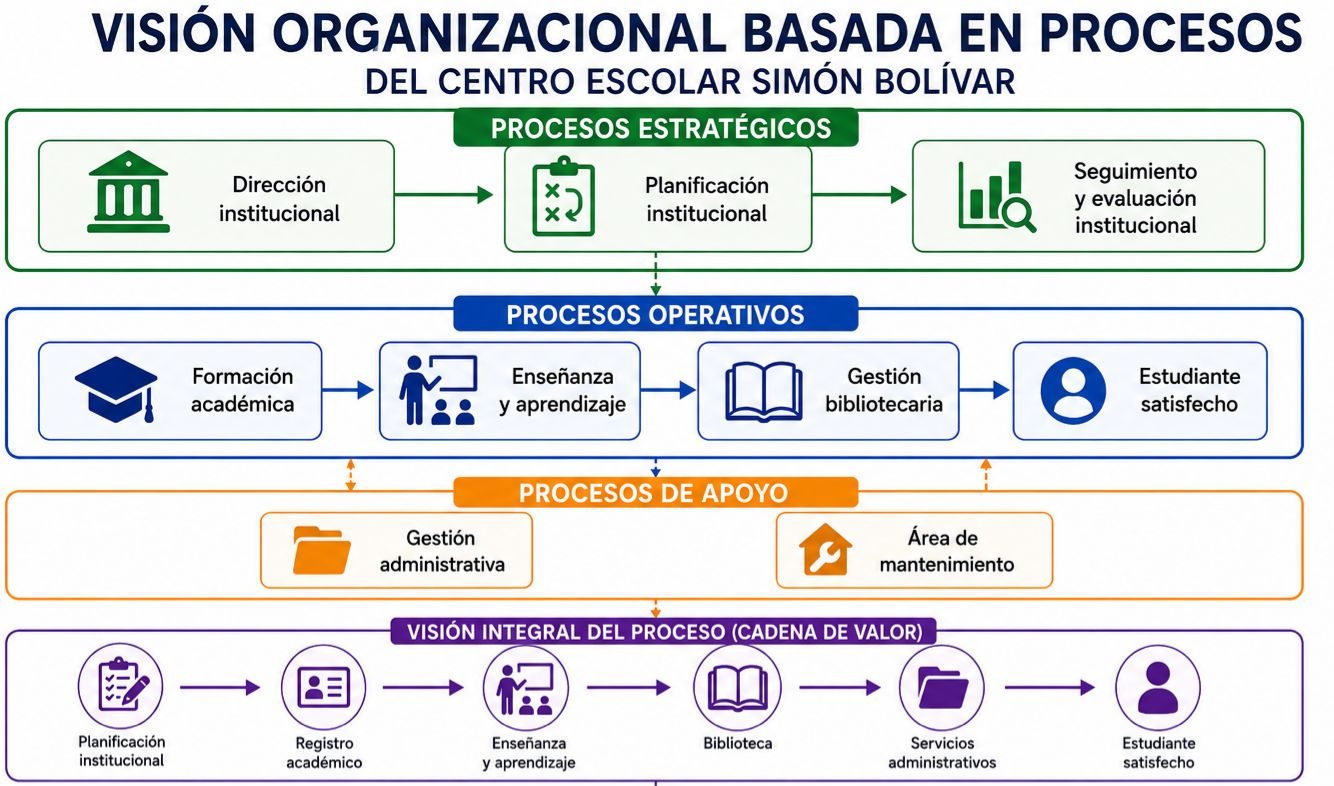 VISIÓN ORGANIZACIONAL BASADA EN PROCESOS
DEL CENTRO ESCOLAR SIMÓN BOLÍVAR
PROCESOS ESTRATÉGICOS
Dirección
institucional
Planificación
institucional
Seguimiento
y evaluación
institucional
PROCESOS OPERATIVOS
Formación
académica
Enseñanza
y aprendizaje
Gestión
bibliotecaria
Estudiante
satisfecho
PROCESOS DE APOYO
Gestión
administrativa
Área de
mantenimiento
VISIÓN INTEGRAL DEL PROCESO (CADENA DE VALOR)
Planificación
institucional
Registro
académico
Enseñanza
y aprendizaje
Biblioteca
Servicios
administrativos
Estudiante
satisfecho